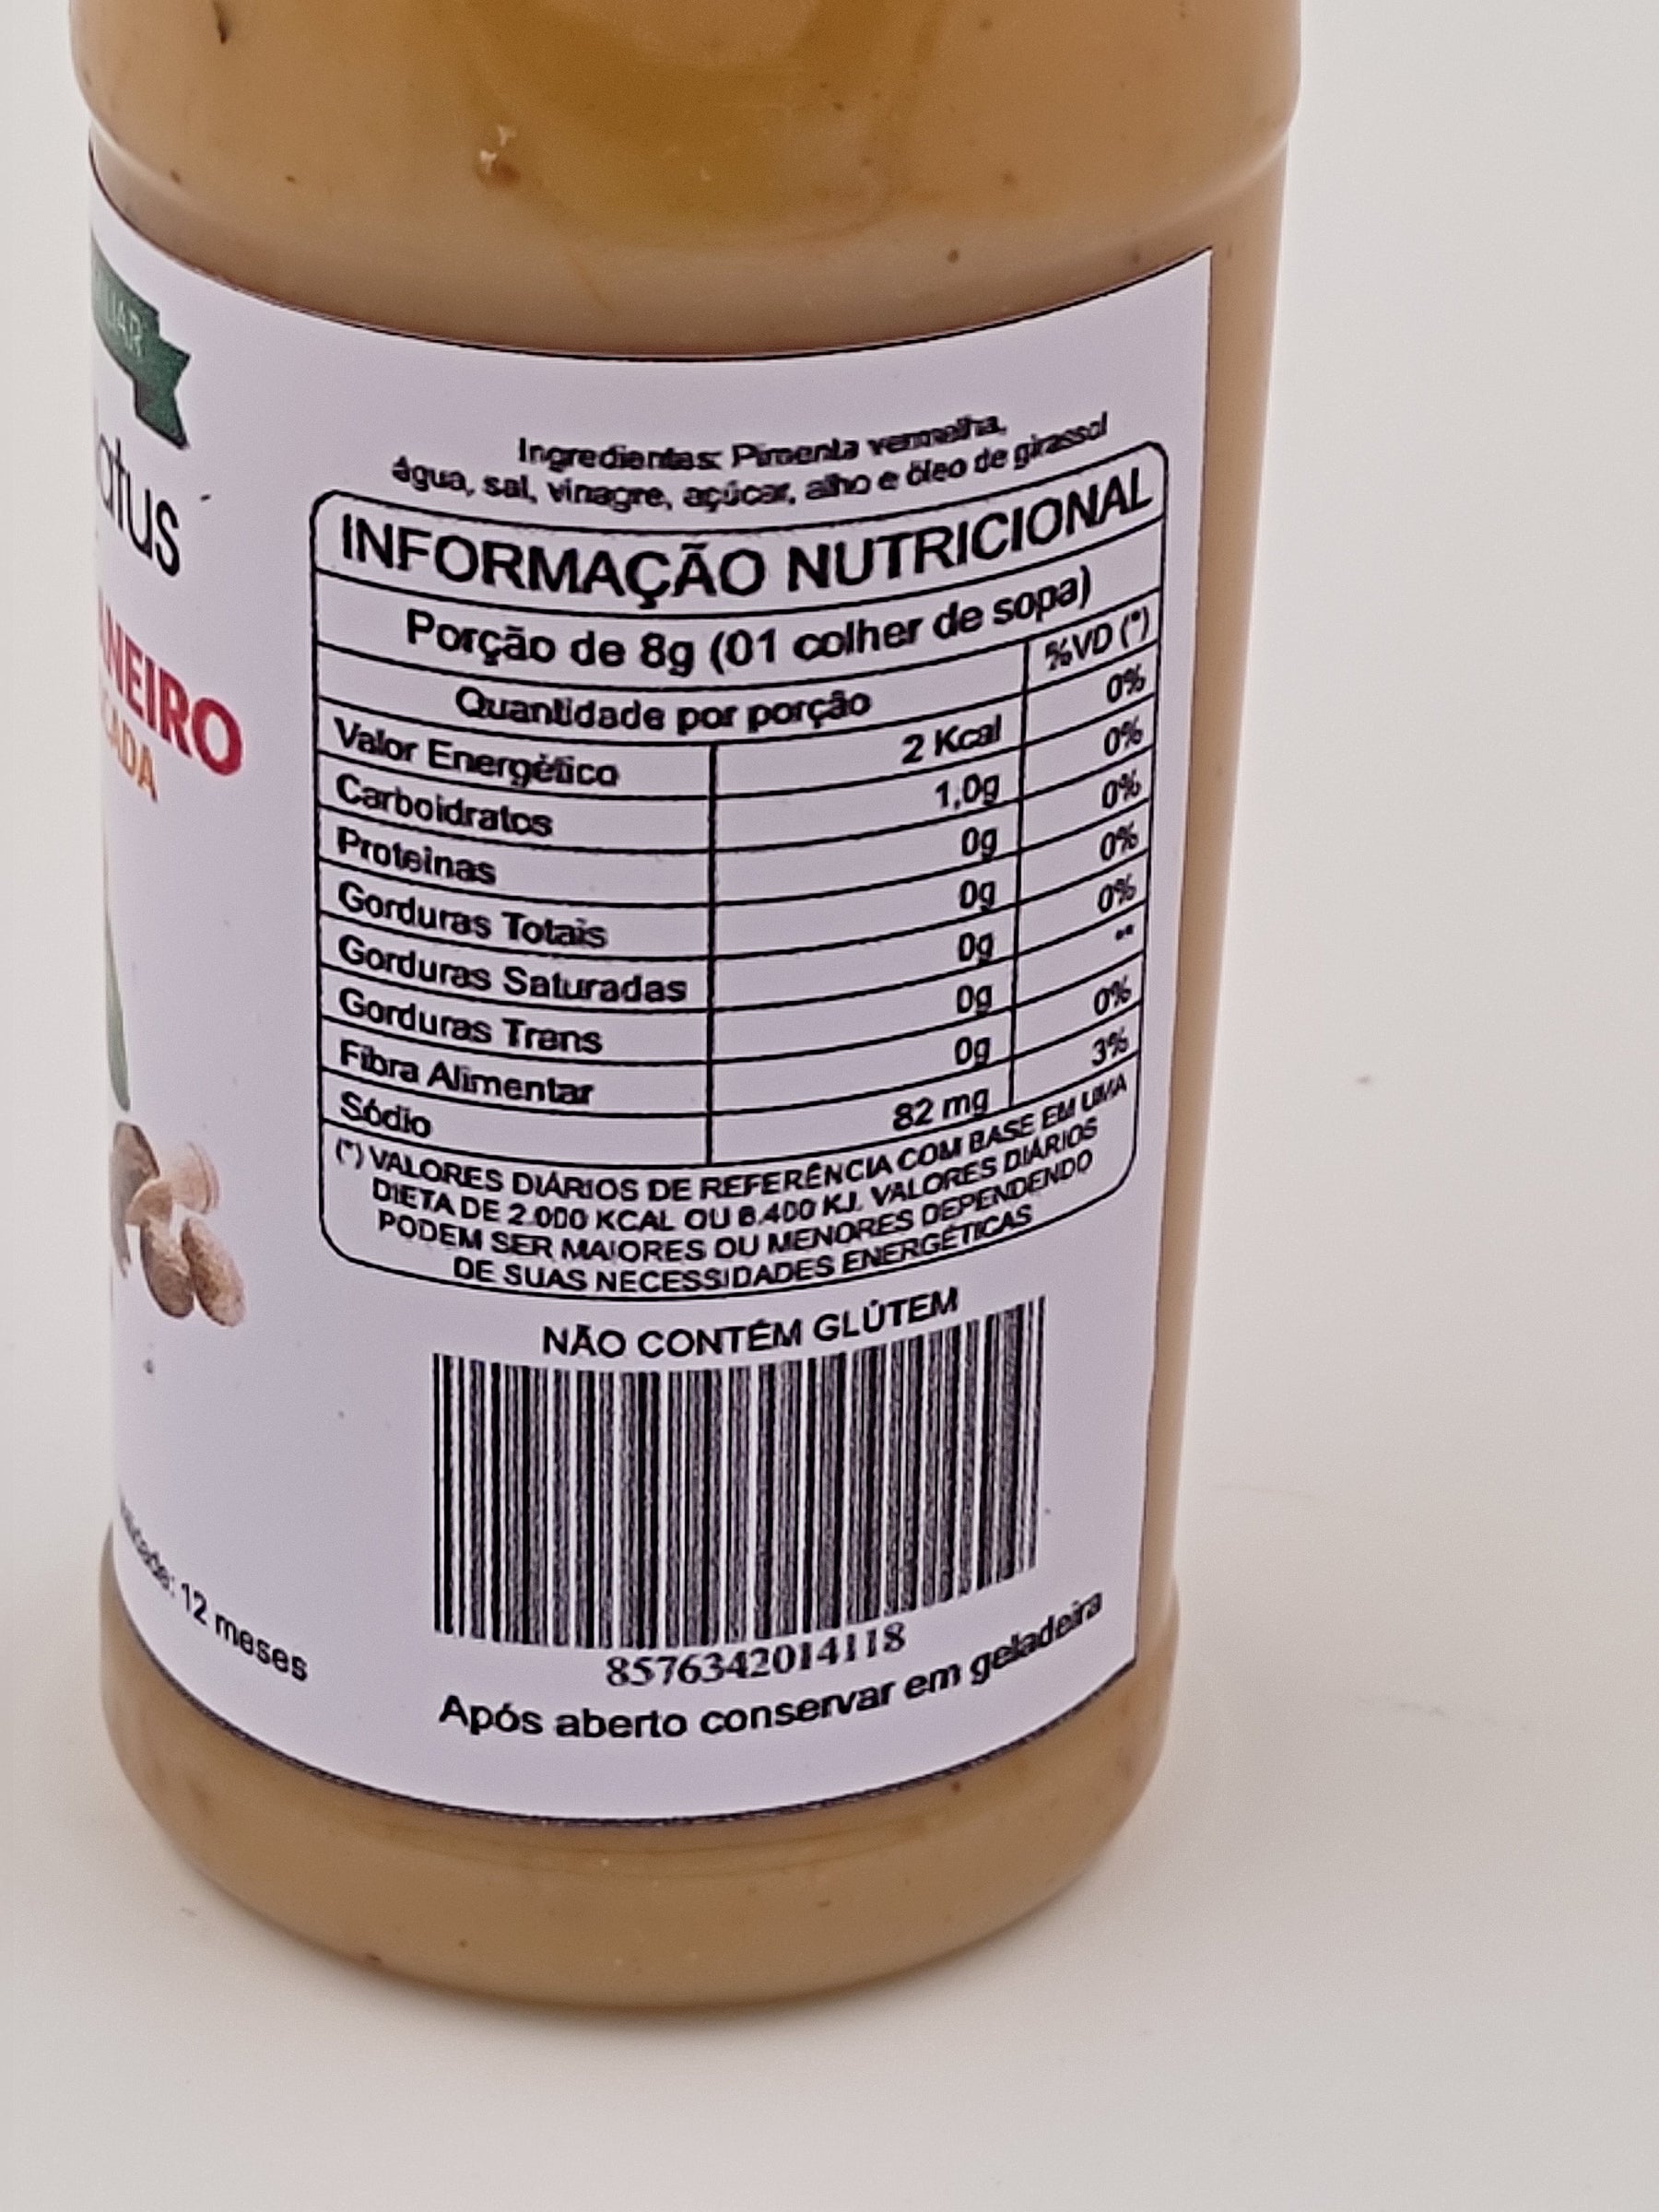 atus
NEIRO
CADA
12 meses
Ingredientes: Pimenta vermelha,
água, sal, vinagre, açúcar, alho e óleo de girassol
INFORMAÇÃO NUTRICIONAL
Porção de 8g (01 colher de sopa)
Quantidade por porção %VD (*)
Valor Energético 2 Kcal 0%
Carboidratos 1,0g 0%
Proteinas 0g 0%
Gorduras Totais 0g 0%
Gorduras Saturadas 0g 0%
Gorduras Trans 0g **
Fibra Alimentar 0g 0%
Sódio 82 mg 3%
(*) VALORES DIÁRIOS DE REFERÊNCIA COM BASE EM UMA
DIETA DE 2.000 KCAL OU 8.400 KJ. VALORES DIÁRIOS
PODEM SER MAIORES OU MENORES DEPENDENDO
DE SUAS NECESSIDADES ENERGÉTICAS
NÃO CONTÉM GLÚTEM
8576342014118
Após aberto conservar em geladeira